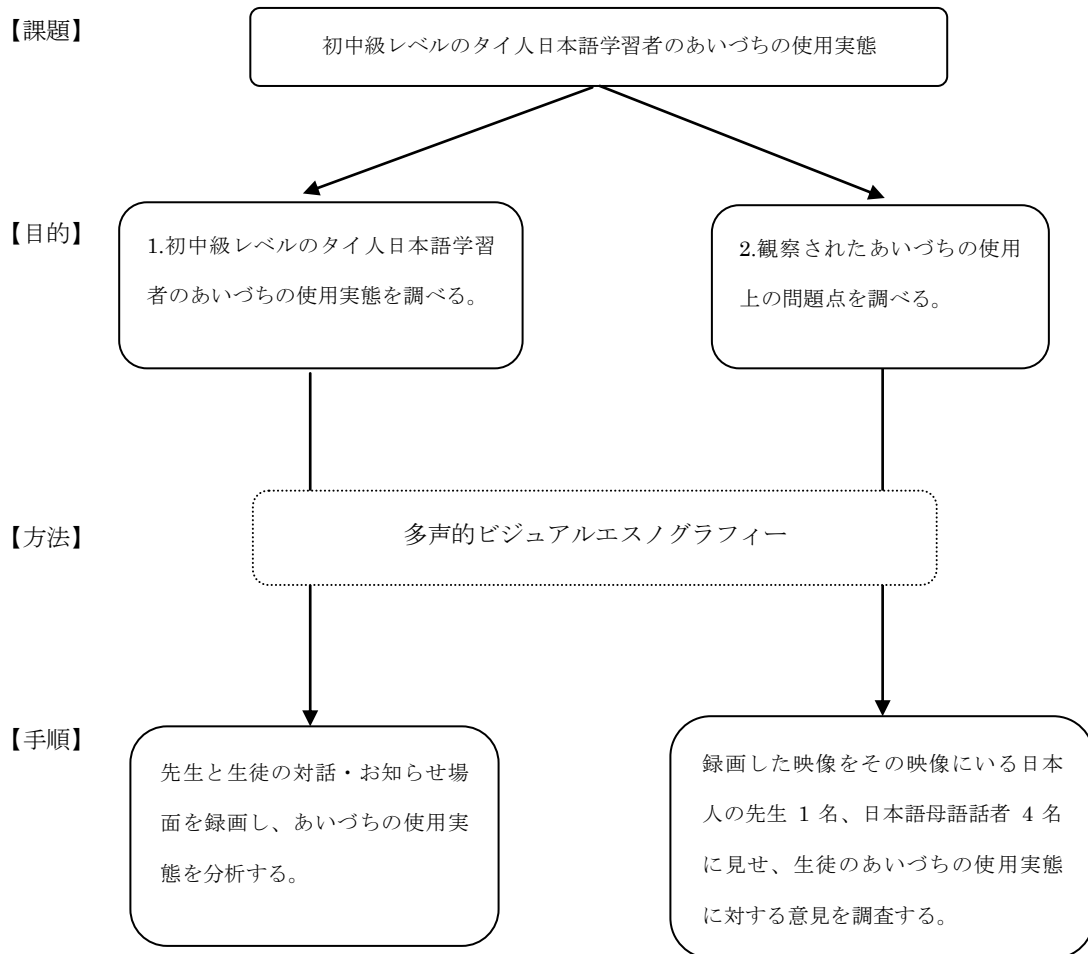 【課題】
初中級レベルのタイ人日本語学習者のあいづちの使用実態
【目的】
1.初中級レベルのタイ人日本語学習
者のあいづちの使用実態を調べる。
2.観察されたあいづちの使用
上の問題点を調べる。
【方法】
多声的ビジュアルエスノグラフィー
【手順】
先生と生徒の対話・お知らせ場
面を録画し、あいづちの使用実
態を分析する。
録画した映像をその映像にいる日本
人の先生 1 名、日本語母語話者 4 名
に見せ、生徒のあいづちの使用実態
に対する意見を調査する。